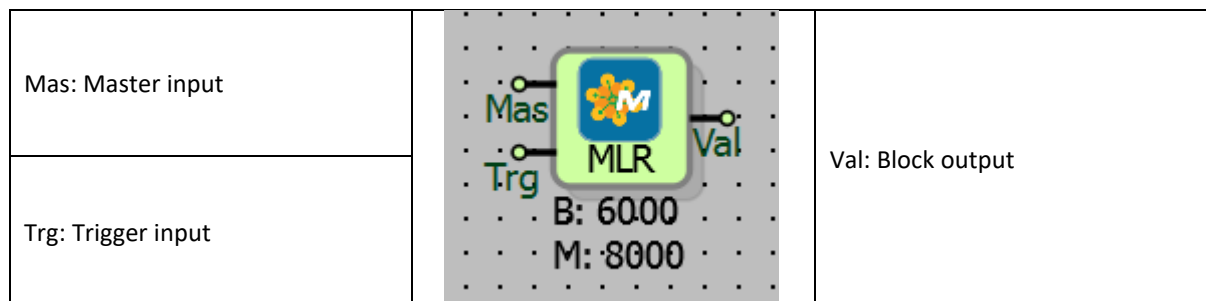 Mas: Master input
Trg: Trigger input
M
Mas
Trg
MLR
Val
B: 6000
M: 8000
Val: Block output